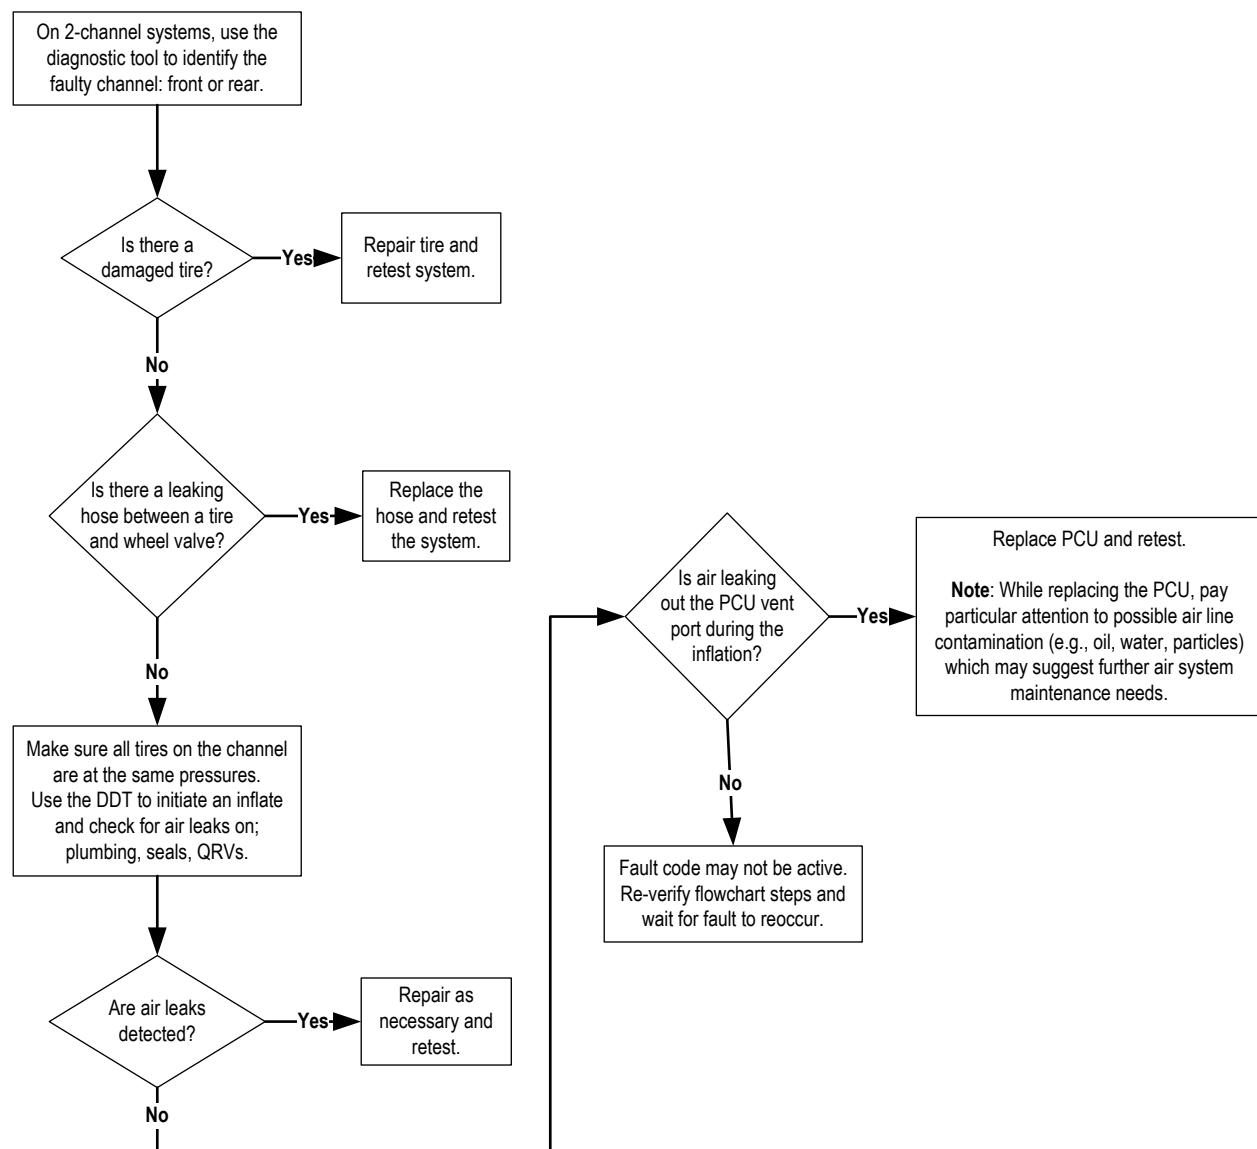 On 2-channel systems, use the
diagnostic tool to identify the
faulty channel: front or rear.
Is there a
damaged tire?
Yes
Repair tire and
retest system.
No
Is there a leaking
hose between a tire
and wheel valve?
Yes
Replace the
hose and retest
the system.
No
Make sure all tires on the channel
are at the same pressures.
Use the DDT to initiate an inflate
and check for air leaks on;
plumbing, seals, QRVs.
Are air leaks
detected?
Yes
Repair as
necessary and
retest.
No
Is air leaking
out the PCU vent
port during the
inflation?
Yes
Replace PCU and retest.
Note: While replacing the PCU, pay
particular attention to possible air line
contamination (e.g., oil, water, particles)
which may suggest further air system
maintenance needs.
No
Fault code may not be active.
Re-verify flowchart steps and
wait for fault to reoccur.